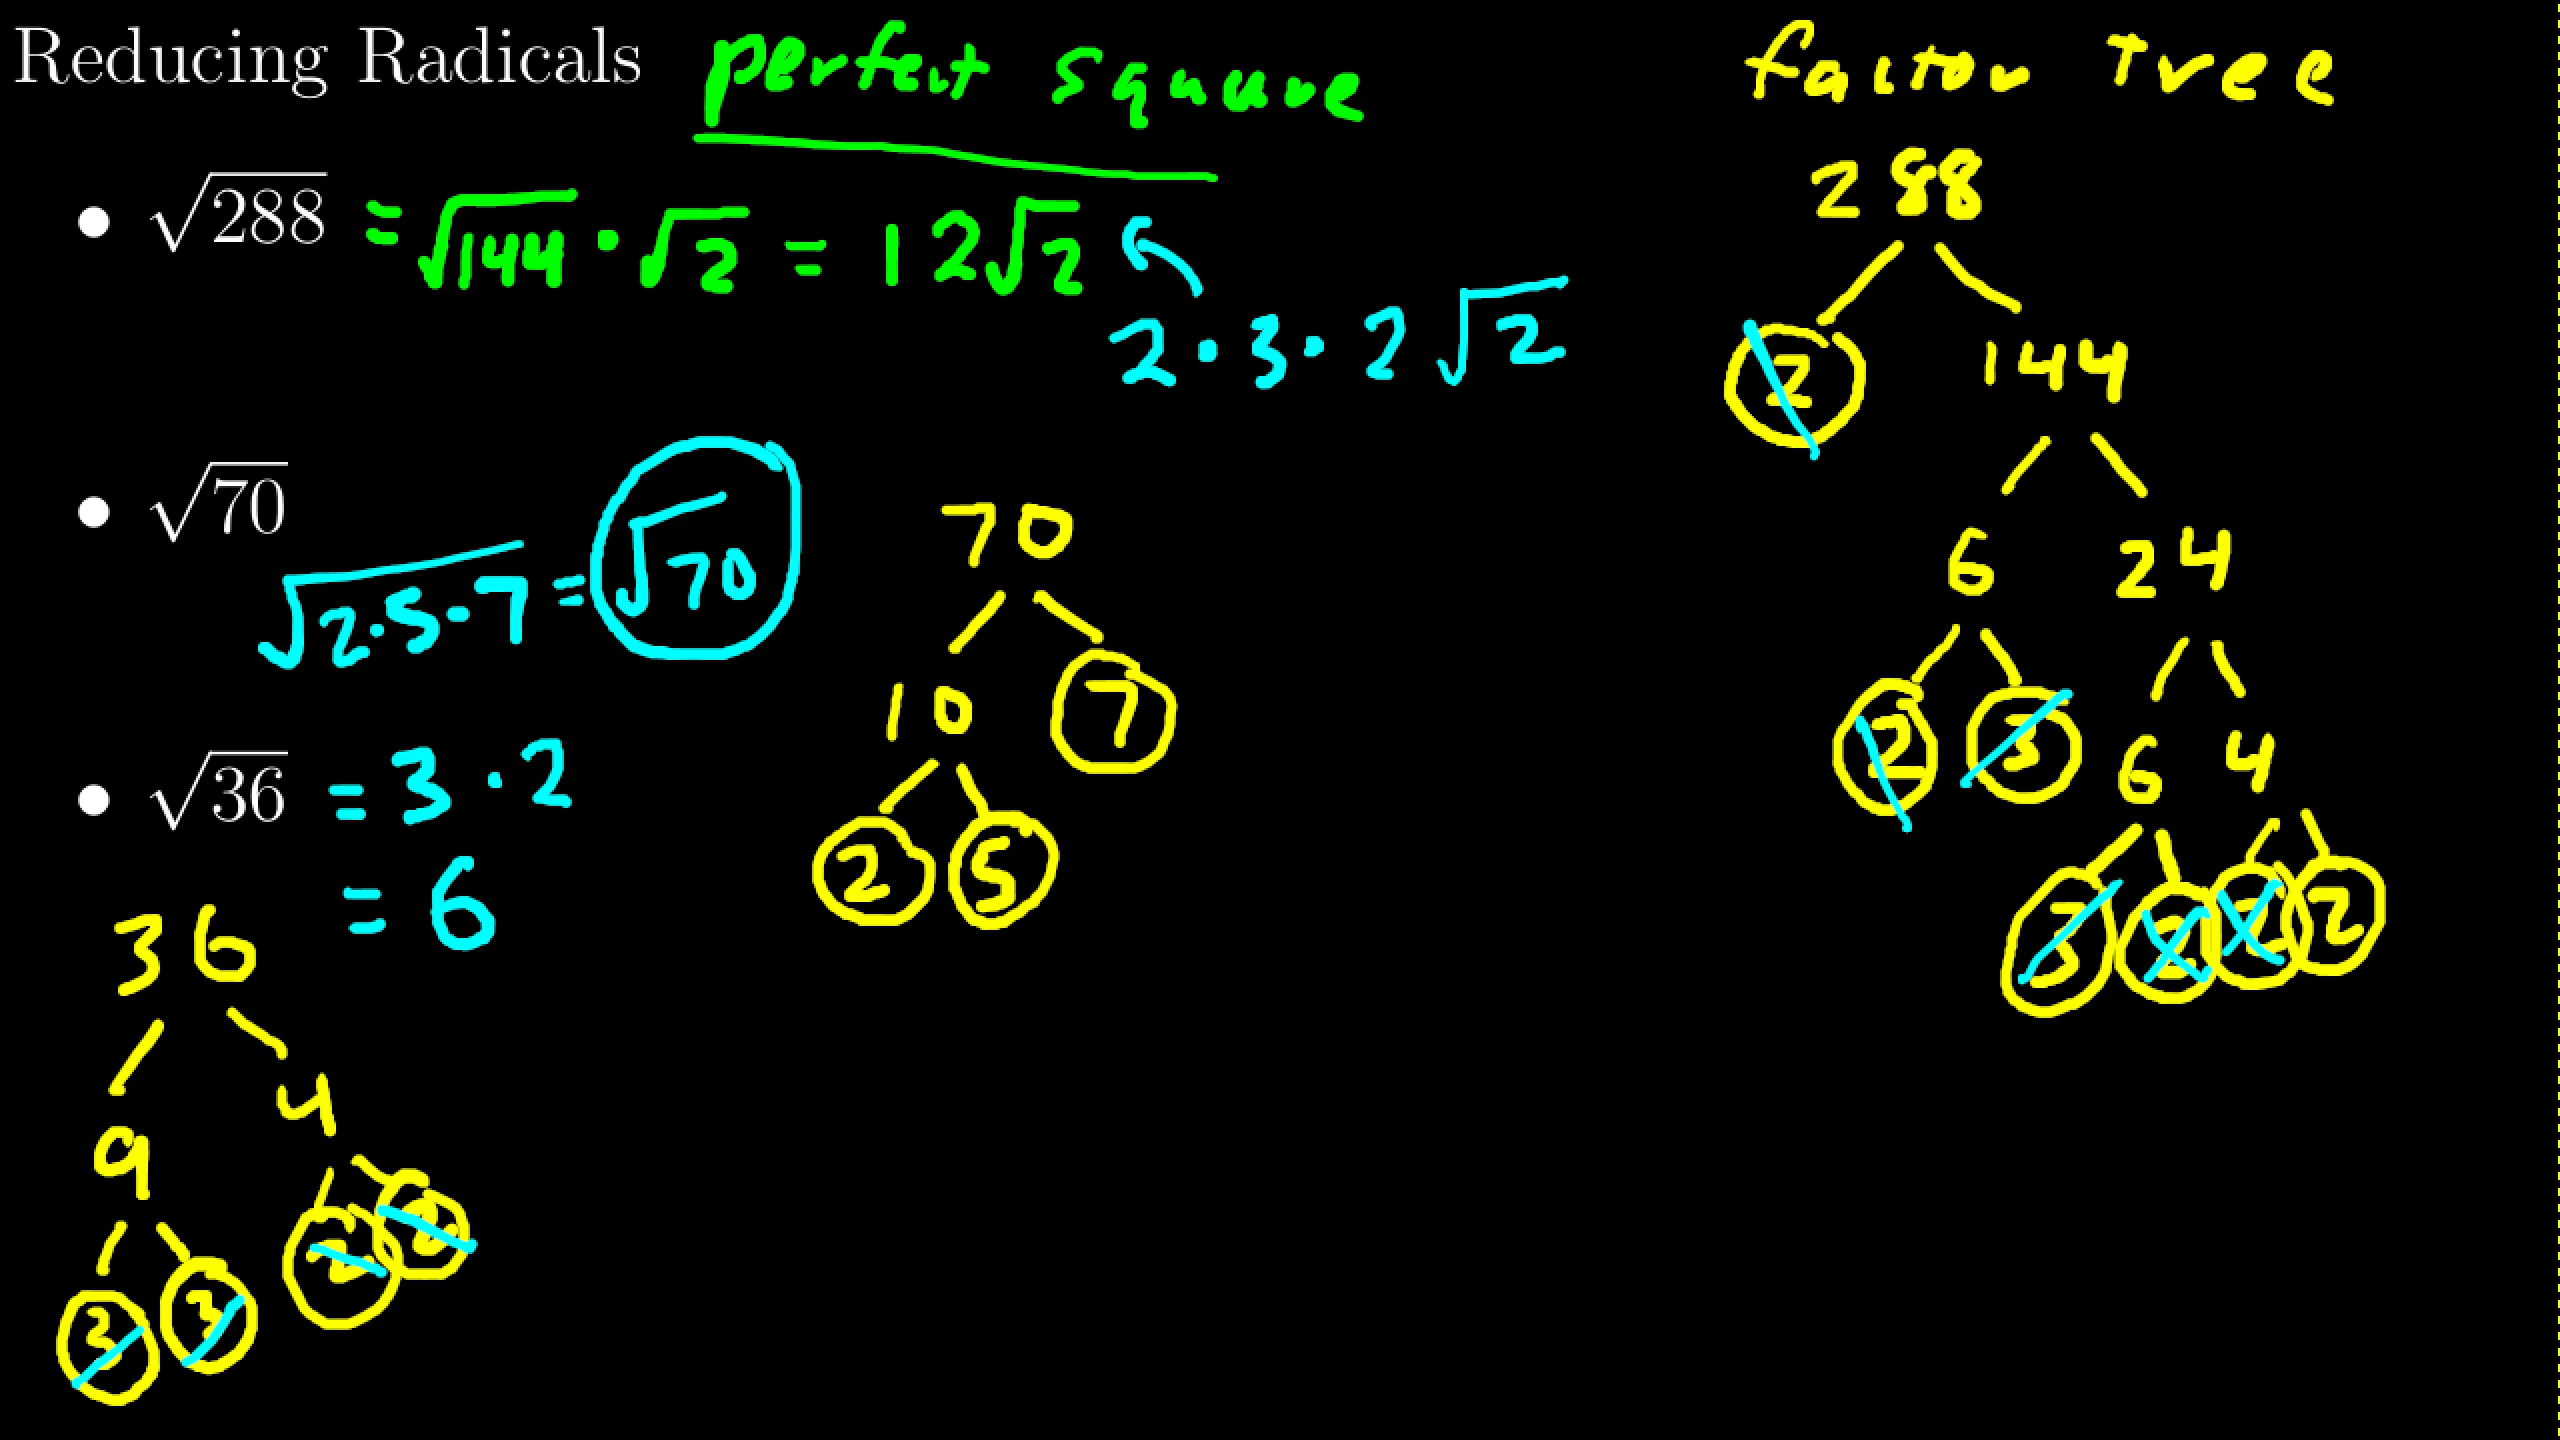 Reducing Radicals perfect square
• √288 = √144 · √2 = 12√2
2 · 3 · 2 √2
• √70
√2·5·7 = √70
• √36 = 3 · 2
= 6
36
9 4
3 3 2 2
70
10 7
2 5
factor Tree
288
2 144
6 24
2 3 6 4
3 2 2 2